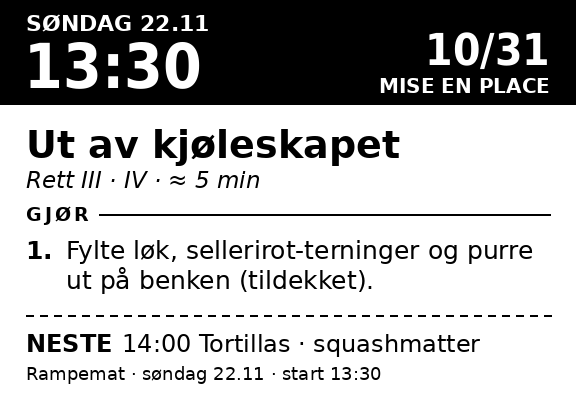 SØNDAG 22.11
13:30
10/31
MISE EN PLACE
Ut av kjøleskapet
Rett III · IV · ≈ 5 min
GJØR
1. Fylte løk, sellerirot-terninger og purre
ut på benken (tildekket).
NESTE 14:00 Tortillas · squashmatter
Rampemat · søndag 22.11 · start 13:30